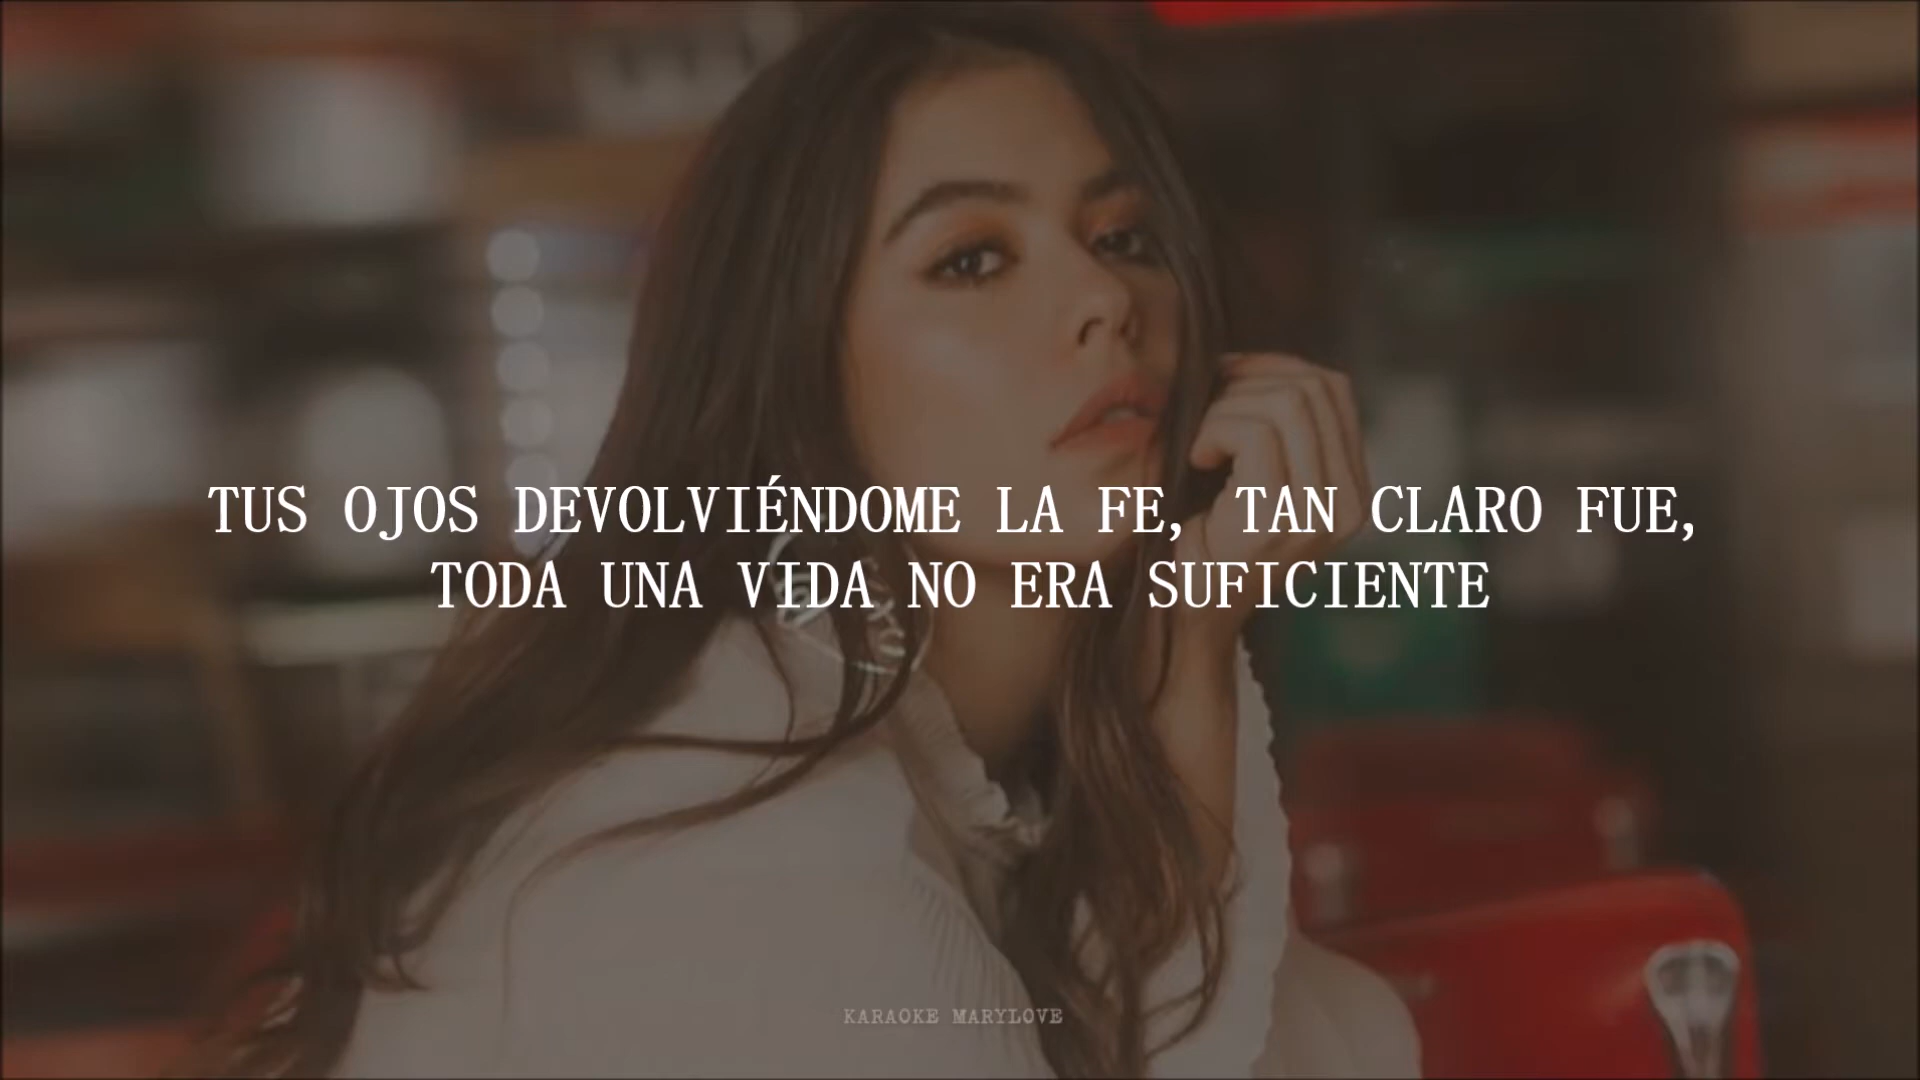 TUS OJOS DEVOLVIÉNDOME LA FE, TAN CLARO FUE,
TODA UNA VIDA NO ERA SUFICIENTE
KARAOKE MARYLOVE